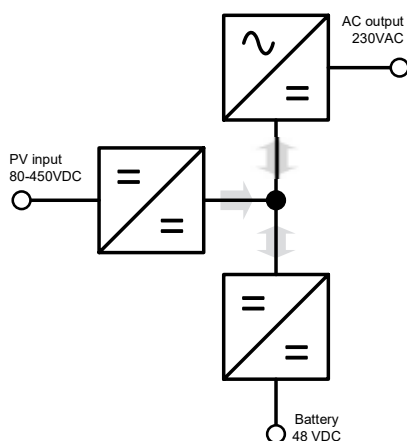 AC output
230VAC
PV input
80-450VDC
Battery
48 VDC